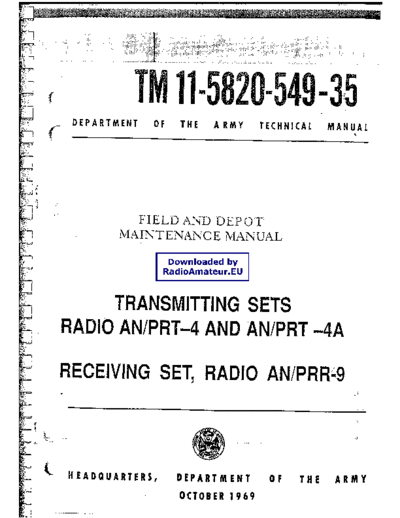 TM 11-5820-549-35
DEPARTMENT OF THE ARMY TECHNICAL MANUAL
FIELD AND DEPOT
MAINTENANCE MANUAL
Downloaded by
RadioAmateur.EU
TRANSMITTING SETS
RADIO AN/PRT-4 AND AN/PRT -4A
RECEIVING SET, RADIO AN/PRR-9
HEADQUARTERS, DEPARTMENT OF THE ARMY
OCTOBER 1969